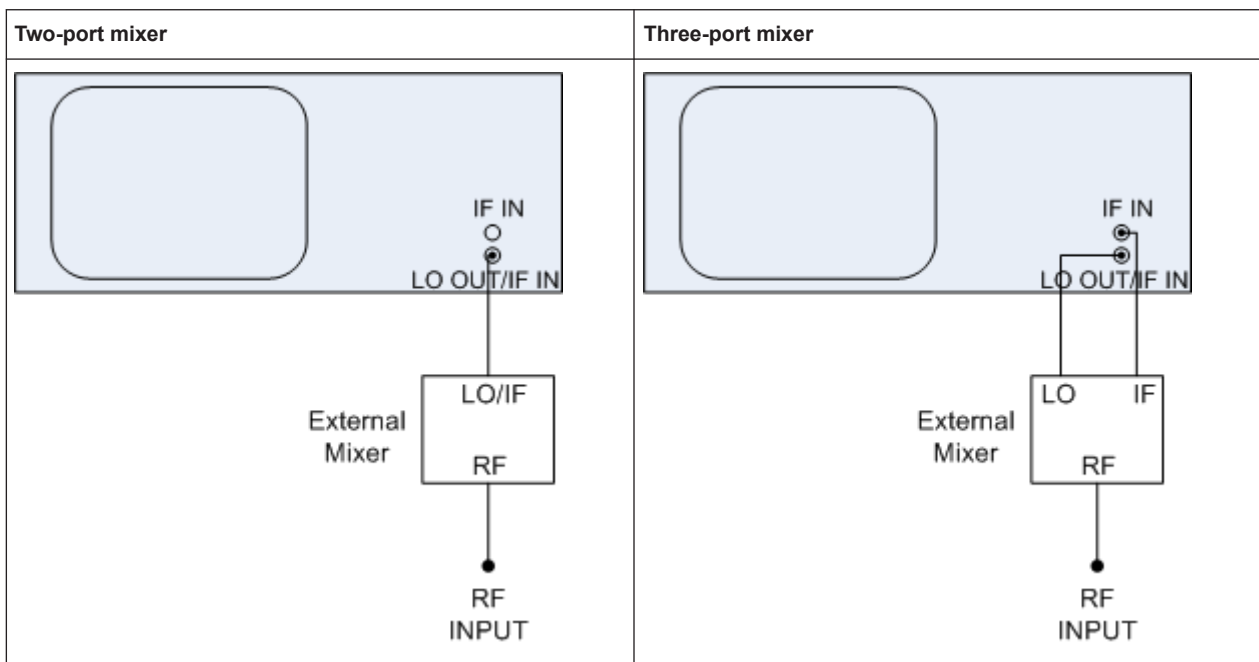 Two-port mixer
Three-port mixer
IF IN
LO OUT/IF IN
LO/IF
External
Mixer
RF
RF
INPUT
IF IN
LO OUT/IF IN
LO
IF
External
Mixer
RF
RF
INPUT